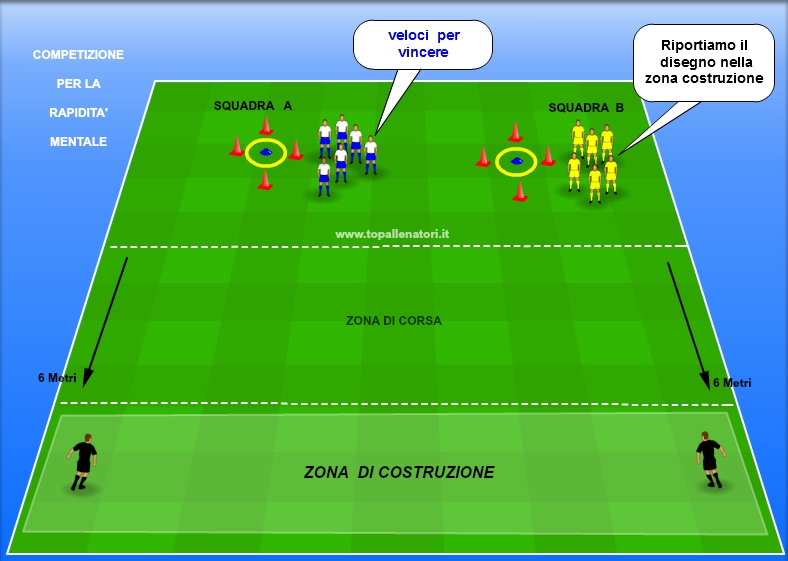 COMPETIZIONE
PER LA
RAPIDITA'
MENTALE
veloci per
vincere
Riportiamo il
disegno nella
zona costruzione
SQUADRA A
SQUADRA B
www.topallenatori.it
ZONA DI CORSA
6 Metri
6 Metri
ZONA DI COSTRUZIONE